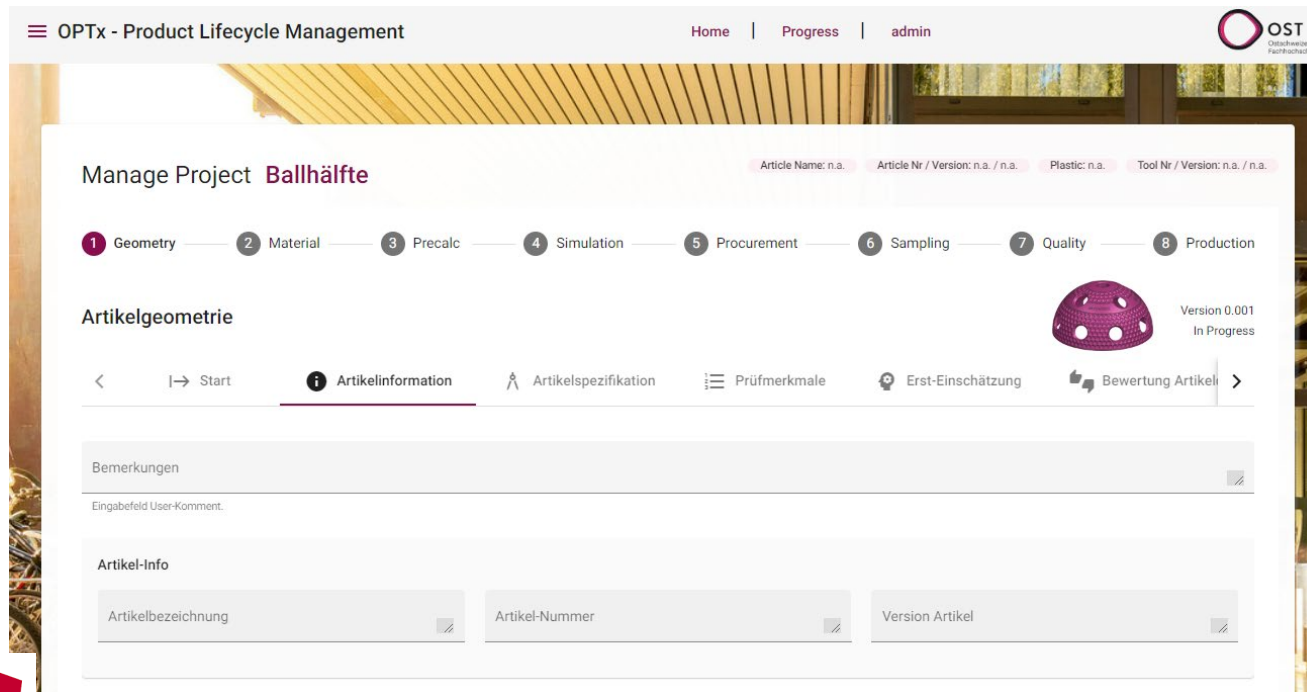 OPTx - Product Lifecycle Management
Home | Progress | admin
OST
Ostschweizer
Fachhochschule
Manage Project Ballhälfte
Article Name: n.a. Article Nr / Version: n.a. / n.a. Plastic: n.a. Tool Nr / Version: n.a. / n.a.
1 Geometry 2 Material 3 Precalc 4 Simulation 5 Procurement 6 Sampling 7 Quality 8 Production
Artikelgeometrie
Version 0.001
In Progress
Start Artikelinformation Artikelspezifikation Prüfmerkmale Erst-Einschätzung Bewertung
Bemerkungen
Eingabefeld User-Komment.
Artikel-Info
Artikelbezeichnung Artikel-Nummer Version Artikel